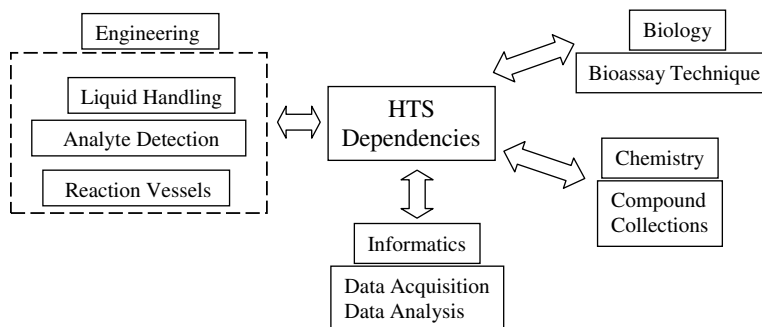 Engineering
Liquid Handling
Analyte Detection
Reaction Vessels
HTS
Dependencies
Biology
Bioassay Technique
Chemistry
Compound
Collections
Informatics
Data Acquisition
Data Analysis